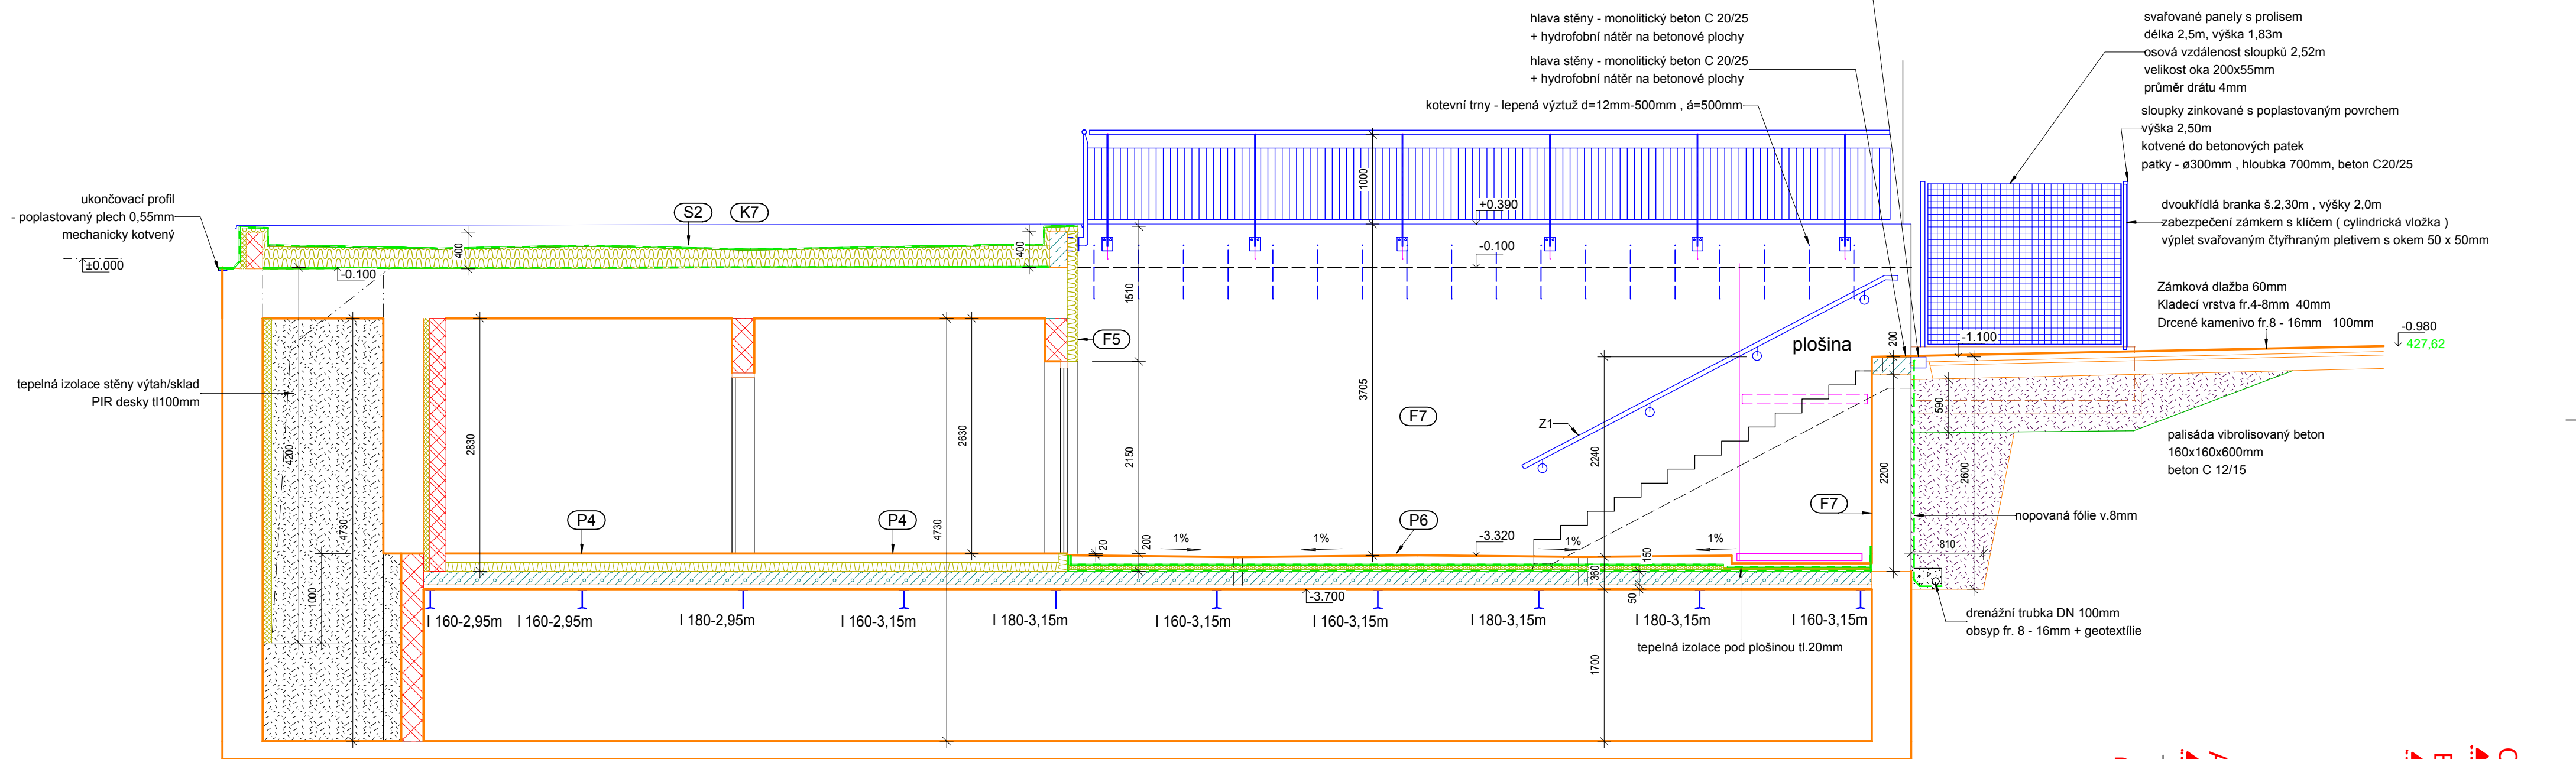 hlava stěny - monolitický beton C 20/25
+ hydrofobní nátěr na betonové plochy
hlava stěny - monolitický beton C 20/25
+ hydrofobní nátěr na betonové plochy
kotevní trny - lepená výztuž d=12mm-500mm , á=500mm
svařované panely s prolisem
délka 2,5m, výška 1,83m
osová vzdálenost sloupků 2,52m
velikost oka 200x55mm
průměr drátu 4mm
sloupky zinkované s poplastovaným povrchem
výška 2,50m
kotvené do betonových patek
patky - ø300mm , hloubka 700mm, beton C20/25
dvoukřídlá branka š.2,30m , výšky 2,0m
zabezpečení zámkem s klíčem ( cylindrická vložka )
výplet svařovaným čtyřhraným pletivem s okem 50 x 50mm
Zámková dlažba 60mm
Kladecí vrstva fr.4-8mm 40mm
Drcené kamenivo fr.8 - 16mm 100mm
-0.980
427,62
ukončovací profil
- poplastovaný plech 0,55mm
mechanicky kotvený
±0.000
S2
K7
400
400
-0.100
1000
+0.390
-0.100
1510
F5
plošina
200
-1.100
tepelná izolace stěny výtah/sklad
PIR desky tl100mm
3705
F7
Z1
590
palisáda vibrolisovaný beton
160x160x600mm
beton C 12/15
4200
2830
2630
2150
2240
2200
2600
F7
nopovaná fólie v.8mm
4730
P4
P4
4730
P6
20
200
1%
1%
-3.320
1%
1%
150
810
360
1000
50
-3.700
I 160-2,95m
I 160-2,95m
I 180-2,95m
I 160-3,15m
I 180-3,15m
I 160-3,15m
I 160-3,15m
I 180-3,15m
I 180-3,15m
I 160-3,15m
drenážní trubka DN 100mm
obsyp fr. 8 - 16mm + geotextílie
tepelná izolace pod plošinou tl.20mm
1700
A
E
C